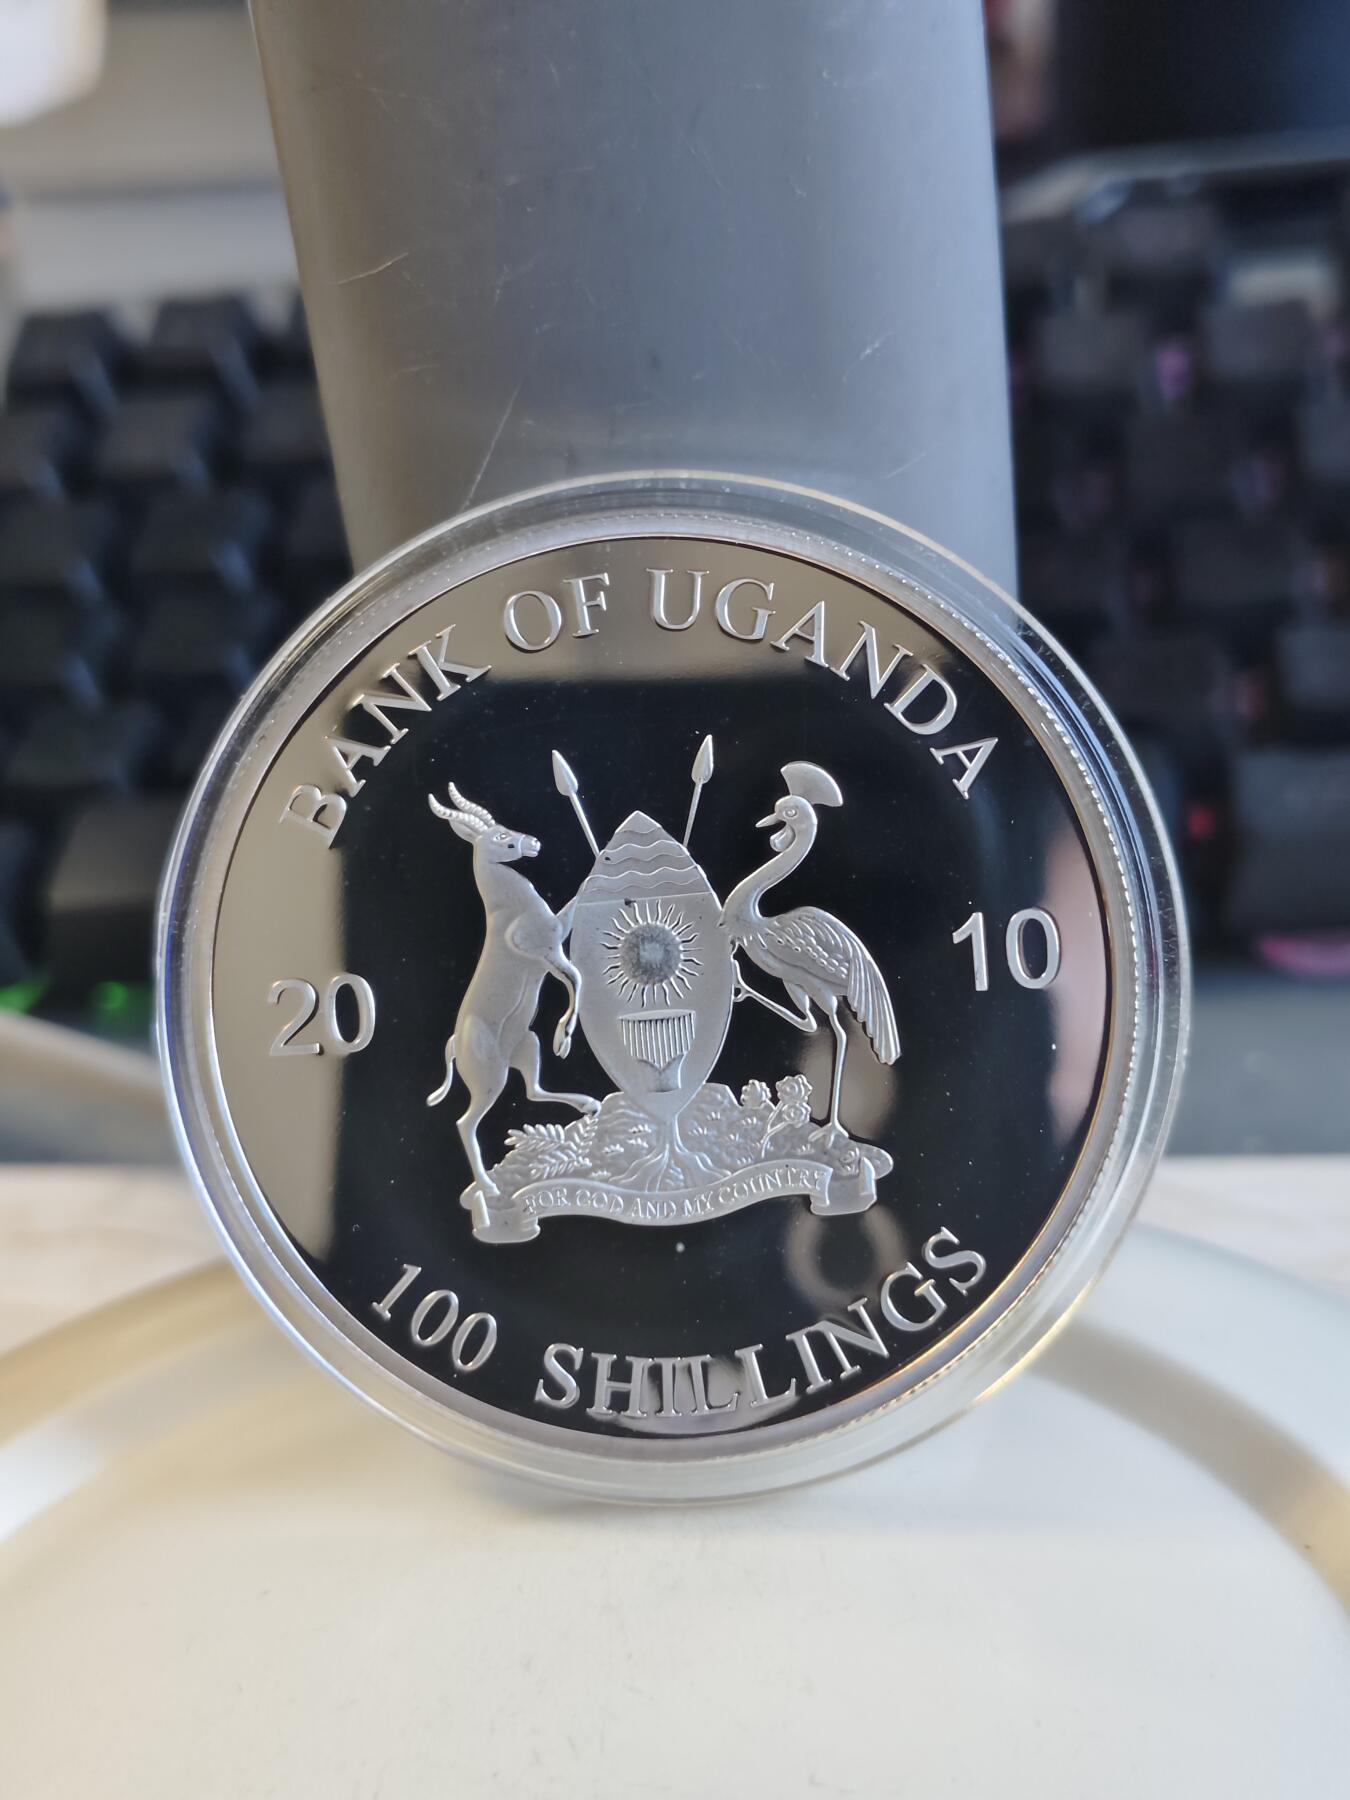 BANK OF UGANDA
20 10
FOR GOD AND MY COUNTRY
100 SHILLINGS